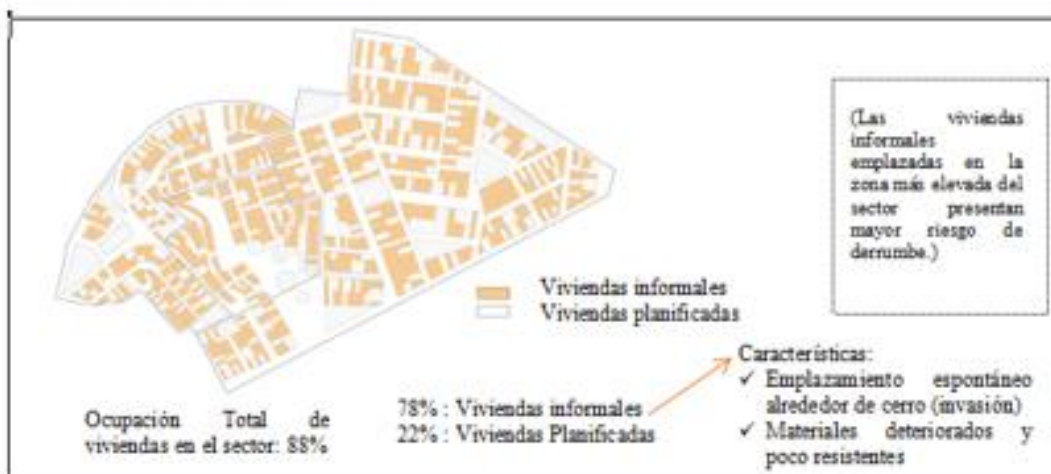 (Las viviendas
informales
emplazadas en la
zona más elevada del
sector presentan
mayor riesgo de
derrumbe.)
Viviendas informales
Viviendas planificadas
Ocupación Total de
viviendas en el sector: 88%
78% : Viviendas informales
22% : Viviendas Planificadas
Características:
✓ Emplazamiento espontáneo
alrededor de cerro (invasión)
✓ Materiales deteriorados y
poco resistentes